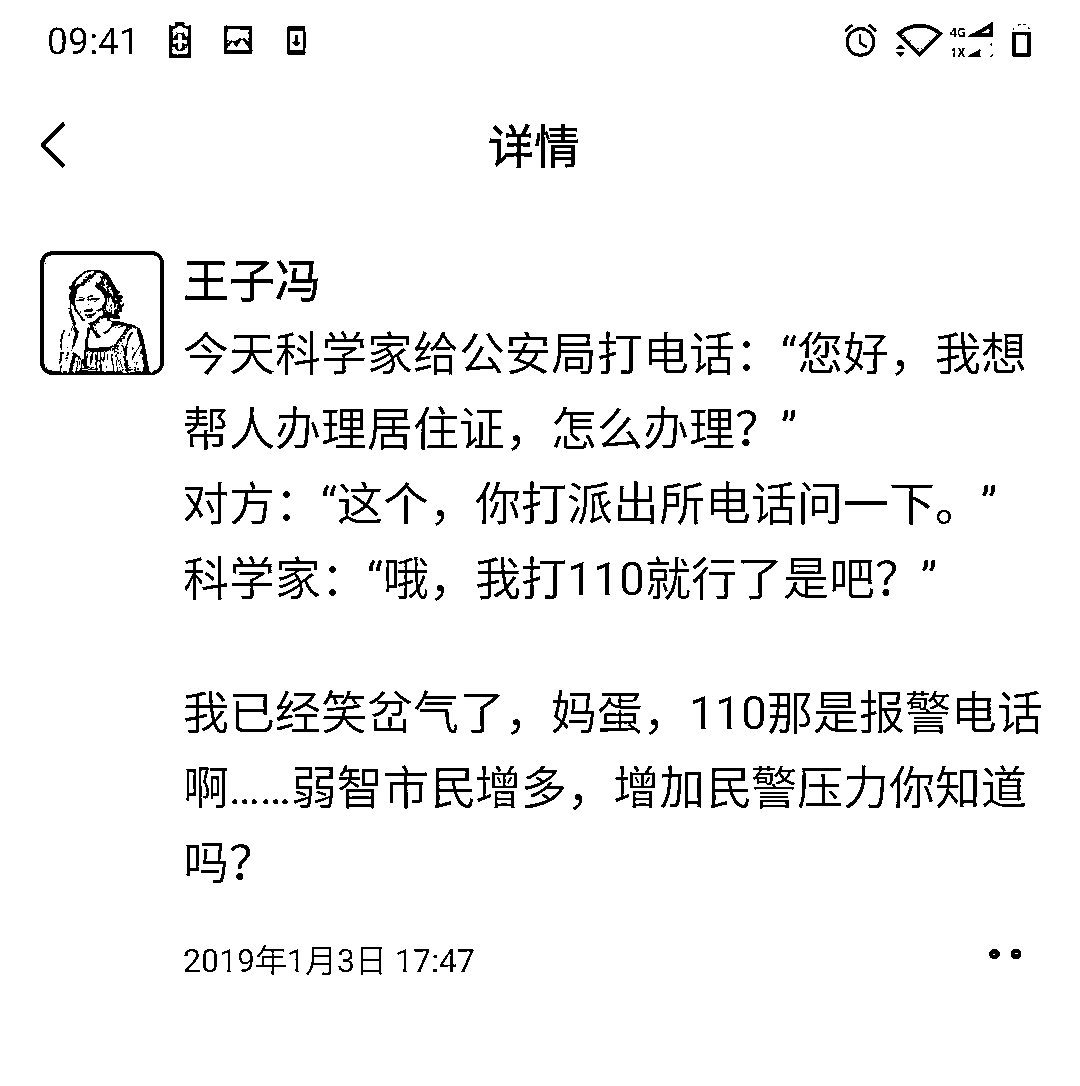 09:41
4G
1X
详情
王子冯
今天科学家给公安局打电话：“您好，我想
帮人办理居住证，怎么办理？”
对方：“这个，你打派出所电话问一下。”
科学家：“哦，我打110就行了是吧？”
我已经笑岔气了，妈蛋，110那是报警电话
啊……弱智市民增多，增加民警压力你知道
吗？
2019年1月3日 17:47